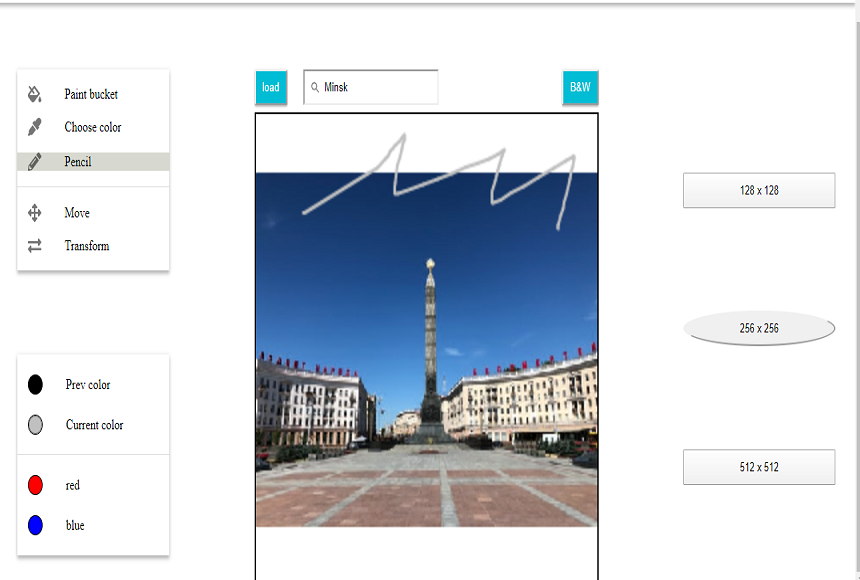 load
Minsk
B&W
Paint bucket
Choose color
Pencil
Move
Transform
Prev color
Current color
red
blue
128 x 128
256 x 256
512 x 512